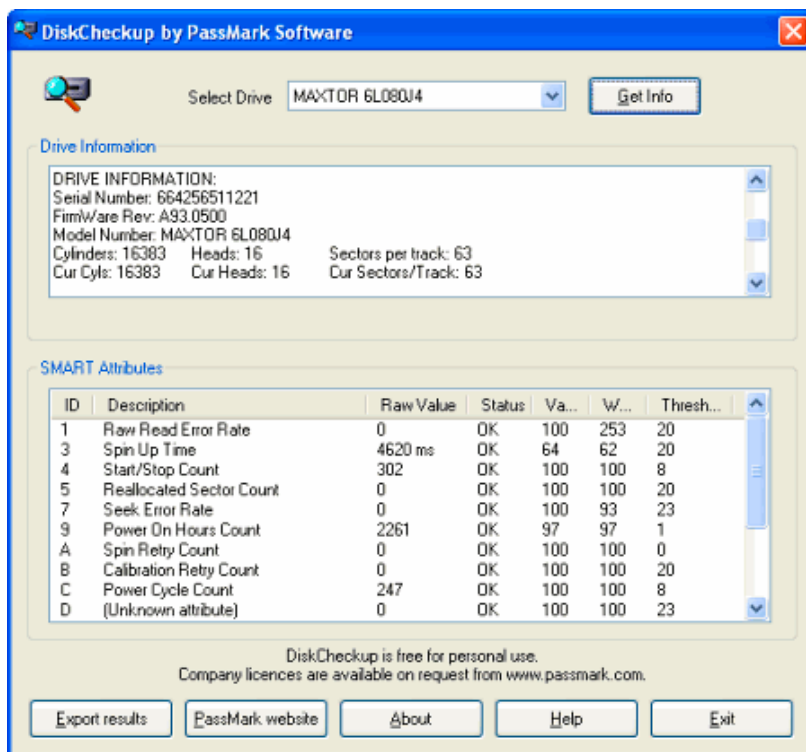 DiskCheckup by PassMark Software
Select Drive MAXTOR 6L080J4 Get Info
Drive Information
DRIVE INFORMATION:
Serial Number: 664256511221
FirmWare Rev: A93.0500
Model Number: MAXTOR 6L080J4
Cylinders: 16383 Heads: 16 Sectors per track: 63
Cur Cyls: 16383 Cur Heads: 16 Cur Sectors/Track: 63
SMART Attributes
ID Description Raw Value Status Va... W... Thresh...
1 Raw Read Error Rate 0 OK 100 253 20
3 Spin Up Time 4620 ms OK 64 62 20
4 Start/Stop Count 302 OK 100 100 8
5 Reallocated Sector Count 0 OK 100 100 20
7 Seek Error Rate 0 OK 100 93 23
9 Power On Hours Count 2261 OK 97 97 1
A Spin Retry Count 0 OK 100 100 0
B Calibration Retry Count 0 OK 100 100 20
C Power Cycle Count 247 OK 100 100 8
D (Unknown attribute) 0 OK 100 100 23
DiskCheckup is free for personal use.
Company licences are available on request from www.passmark.com.
Export results PassMark website About Help Exit